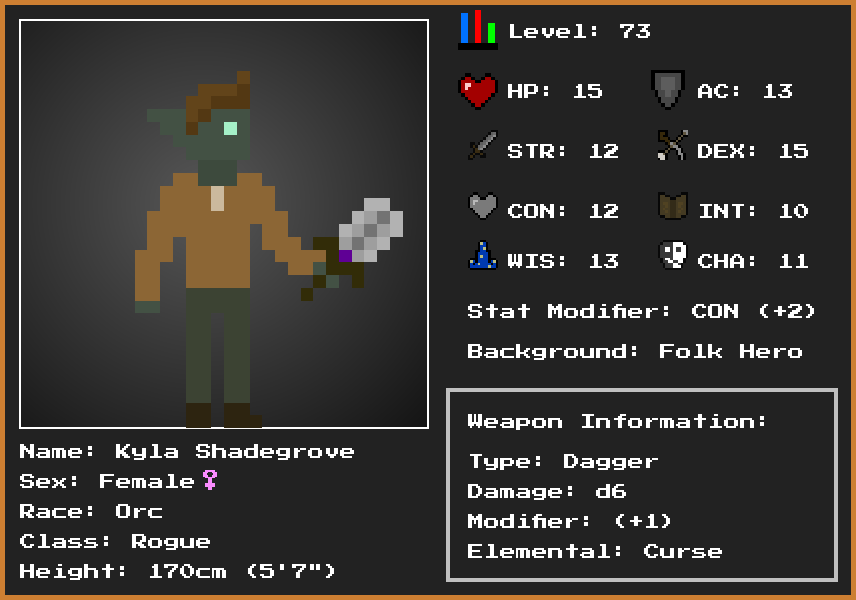 Level: 73
HP: 15 AC: 13
STR: 12 DEX: 15
CON: 12 INT: 10
WIS: 13 CHA: 11
Stat Modifier: CON (+2)
Background: Folk Hero
Weapon Information:
Type: Dagger
Damage: d6
Modifier: (+1)
Elemental: Curse
Name: Kyla Shadegrove
Sex: Female♀
Race: Orc
Class: Rogue
Height: 170cm (5'7")